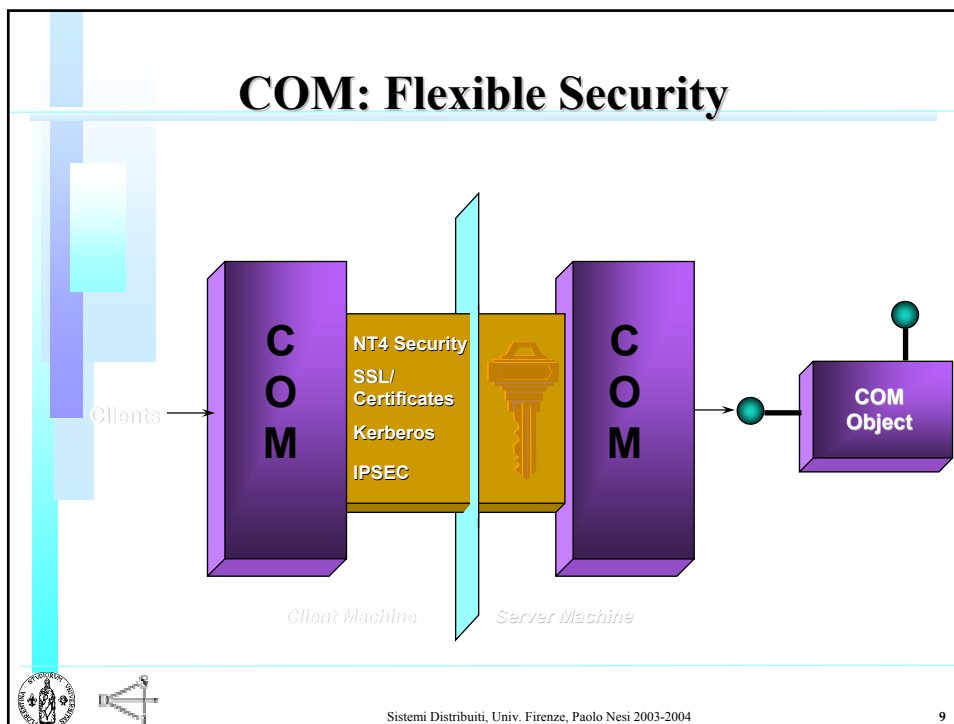 COM: Flexible Security
Clients
C
O
M
NT4 Security
SSL/
Certificates
Kerberos
IPSEC
C
O
M
COM
Object
Client Machine
Server Machine
Sistemi Distribuiti, Univ. Firenze, Paolo Nesi 2003-2004
9